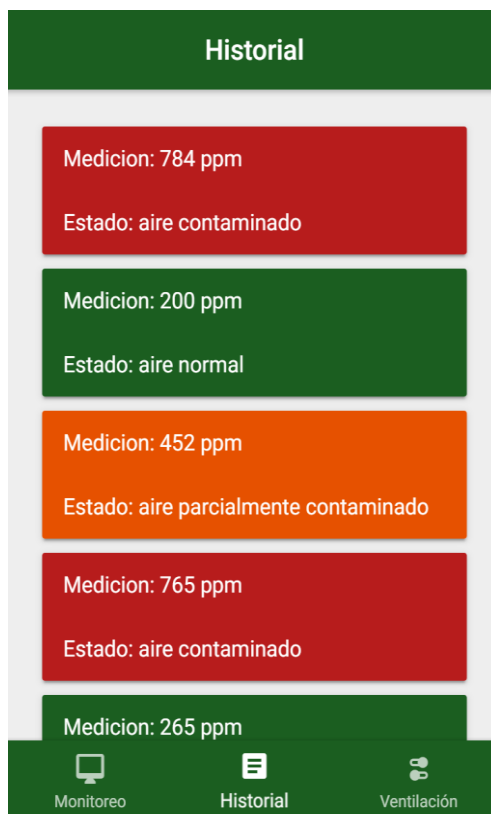 Historial
Medicion: 784 ppm
Estado: aire contaminado
Medicion: 200 ppm
Estado: aire normal
Medicion: 452 ppm
Estado: aire parcialmente contaminado
Medicion: 765 ppm
Estado: aire contaminado
Medicion: 265 ppm
Monitoreo
Historial
Ventilación